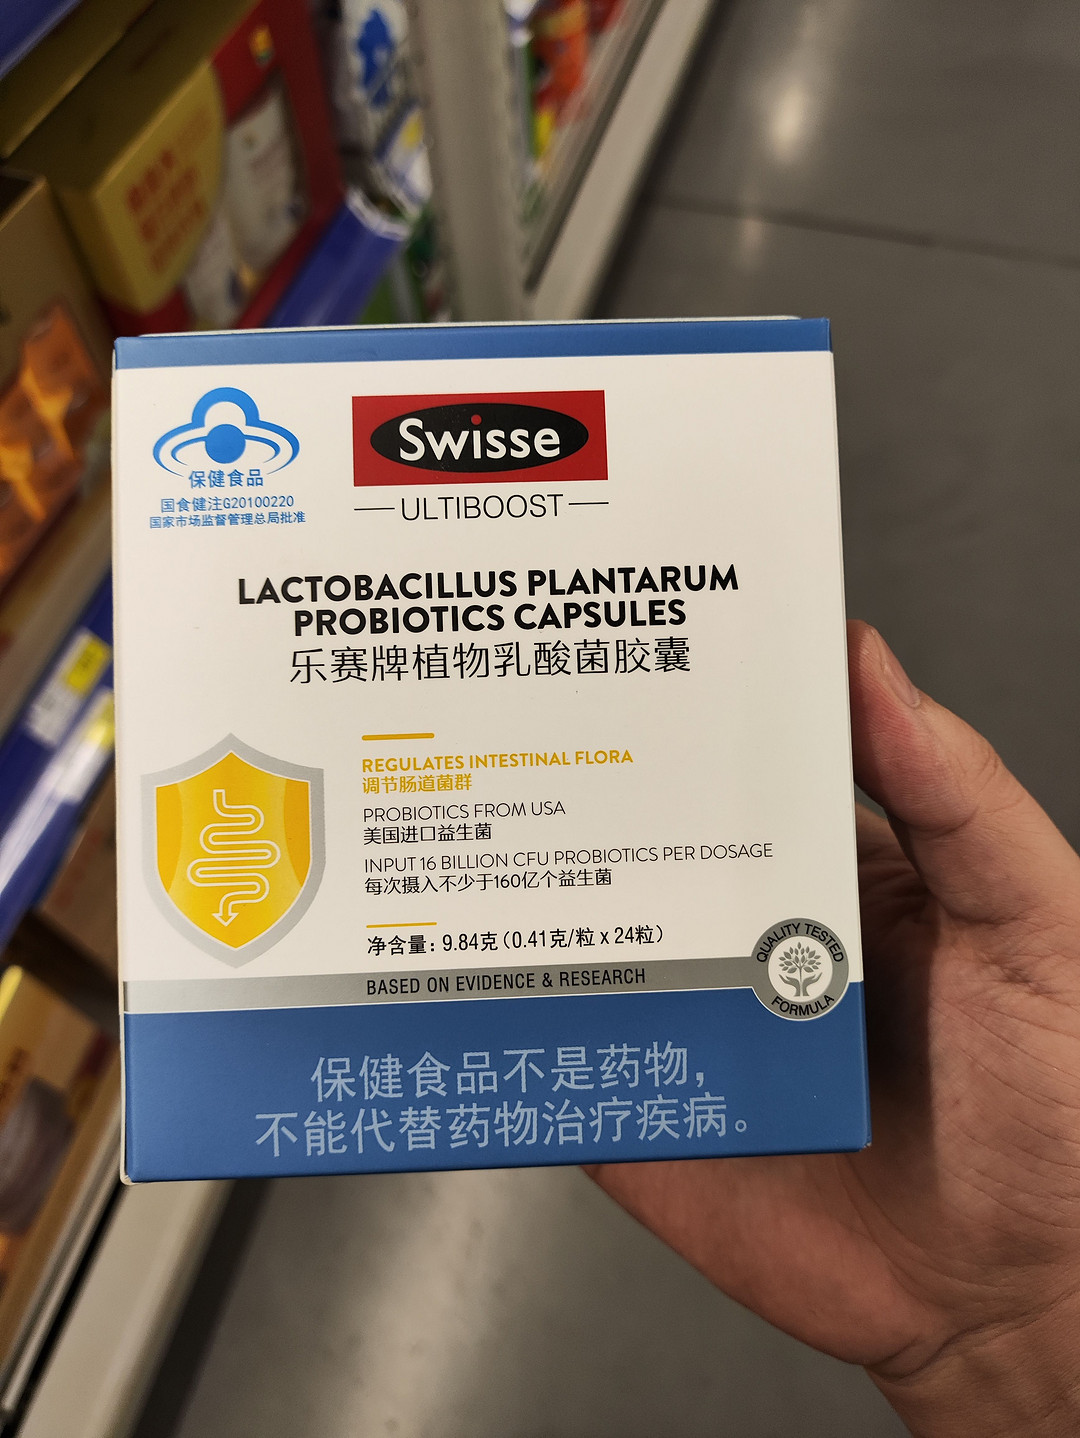 保健食品
国食健注G20100220
国家市场监督管理总局批准
Swisse
ULTIBOOST
LACTOBACILLUS PLANTARUM
PROBIOTICS CAPSULES
乐赛牌植物乳酸菌胶囊
REGULATES INTESTINAL FLORA
调节肠道菌群
PROBIOTICS FROM USA
美国进口益生菌
INPUT 16 BILLION CFU PROBIOTICS PER DOSAGE
每次摄入不少于160亿个益生菌
净含量：9.84克（0.41克/粒 x 24粒）
QUALITY TESTED
FORMULA
BASED ON EVIDENCE & RESEARCH
保健食品不是药物，
不能代替药物治疗疾病。